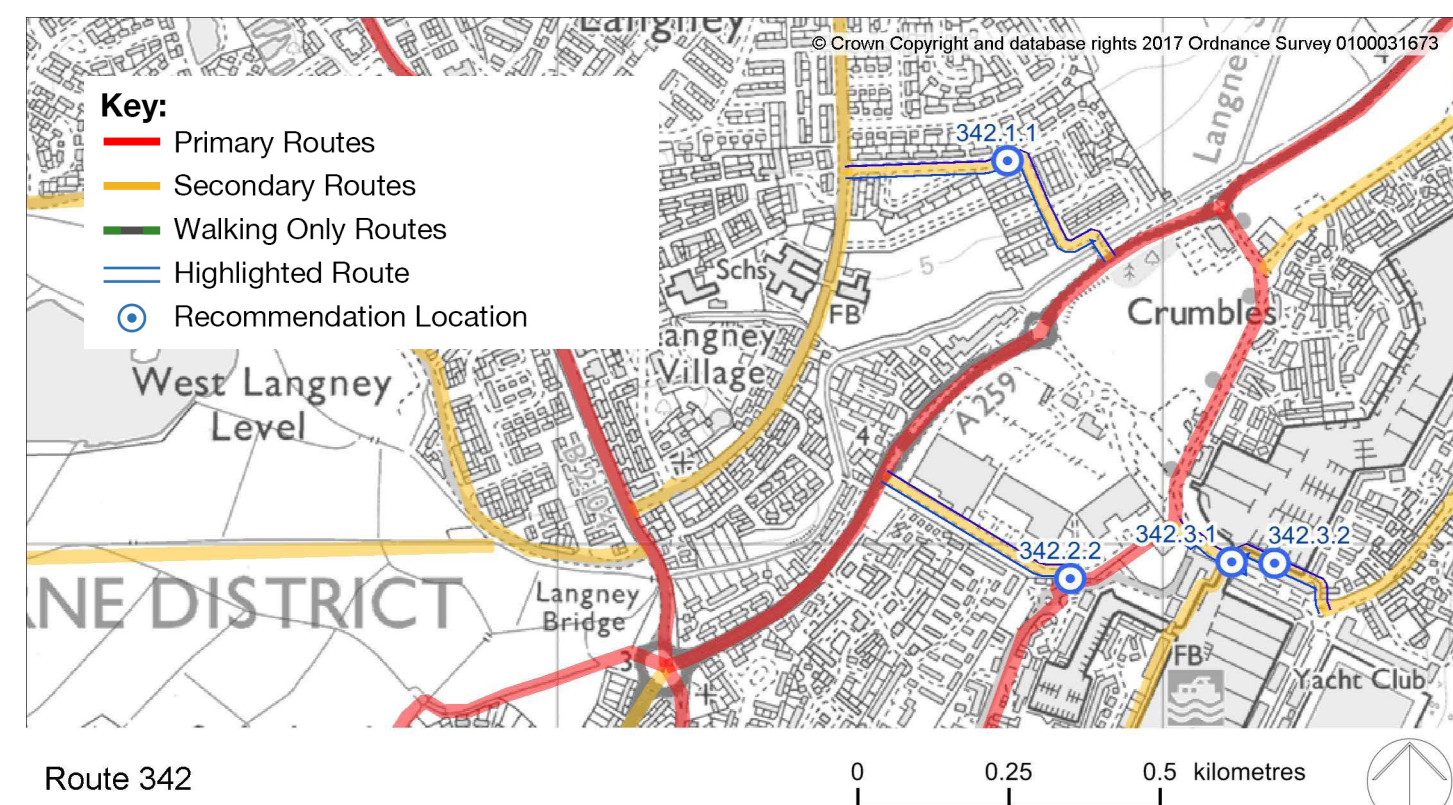 Langney
© Crown Copyright and database rights 2017 Ordnance Survey 0100031673
Key:
Primary Routes
Secondary Routes
Walking Only Routes
Highlighted Route
Recommendation Location
342.1.1
Langne
4
Schs
5
FB
Crumbles
angney
Village
West Langney
Level
A 259
4
342.2.2
342.3.1
342.3.2
NE DISTRICT
Langney
Bridge
3
FB
Yacht Club
Route 342
0 0.25 0.5 kilometres